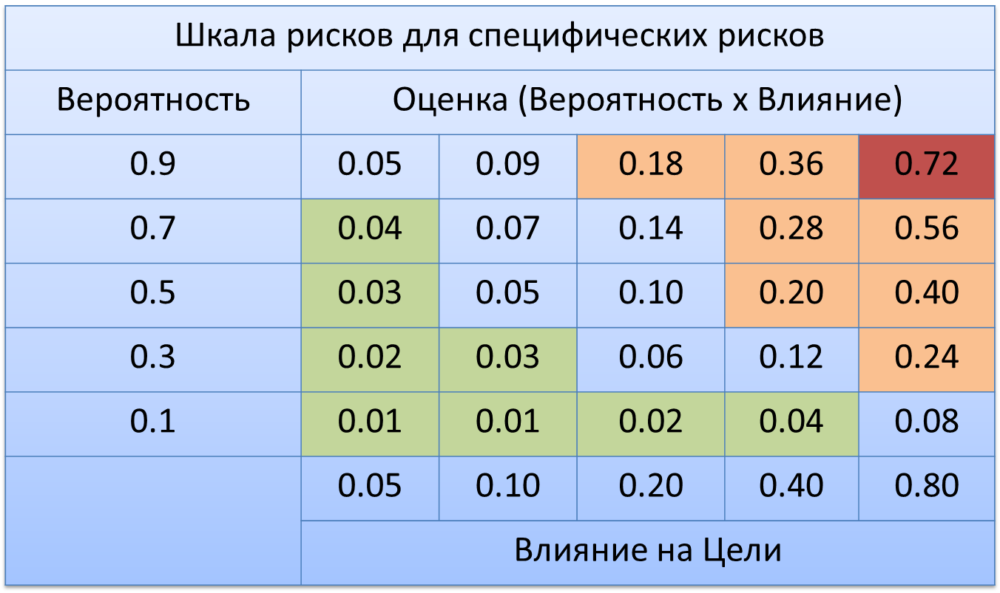 Шкала рисков для специфических рисков
Вероятность Оценка (Вероятность x Влияние)
0.9 0.05 0.09 0.18 0.36 0.72
0.7 0.04 0.07 0.14 0.28 0.56
0.5 0.03 0.05 0.10 0.20 0.40
0.3 0.02 0.03 0.06 0.12 0.24
0.1 0.01 0.01 0.02 0.04 0.08
0.05 0.10 0.20 0.40 0.80
Влияние на Цели